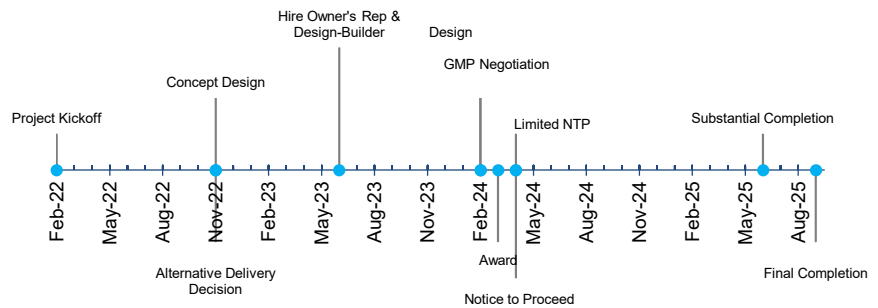 Hire Owner's Rep &
Design-Builder
Design
GMP Negotiation
Concept Design
Project Kickoff
Limited NTP
Substantial Completion
Feb-22
May-22
Aug-22
Nov-22
Feb-23
May-23
Aug-23
Nov-23
Feb-24
May-24
Aug-24
Nov-24
Feb-25
May-25
Aug-25
Award
Alternative Delivery
Decision
Final Completion
Notice to Proceed